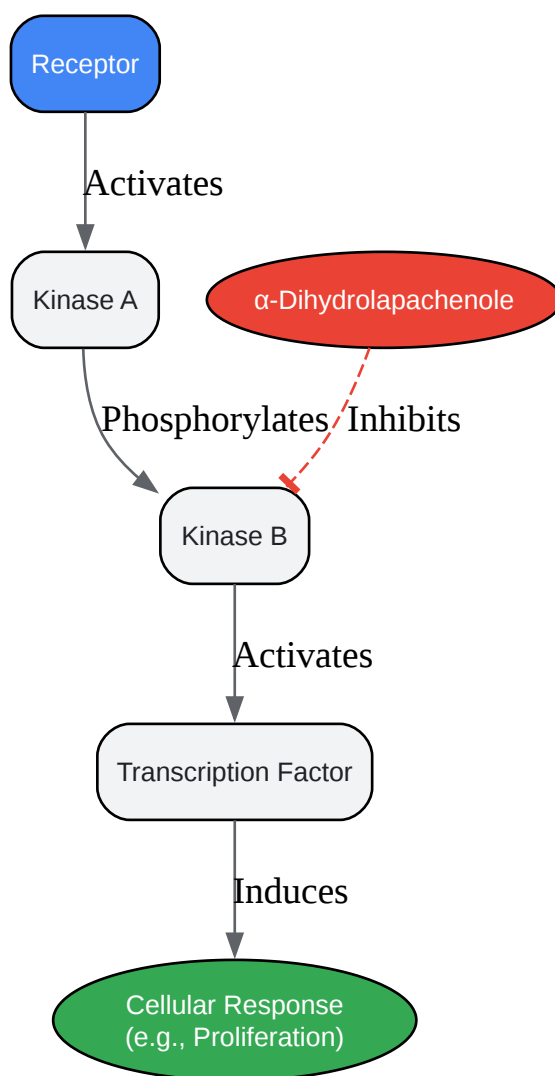 Receptor
Activates
Kinase A
α-Dihydrolapachenole
Phosphorylates
Inhibits
Kinase B
Activates
Transcription Factor
Induces
Cellular Response
(e.g., Proliferation)